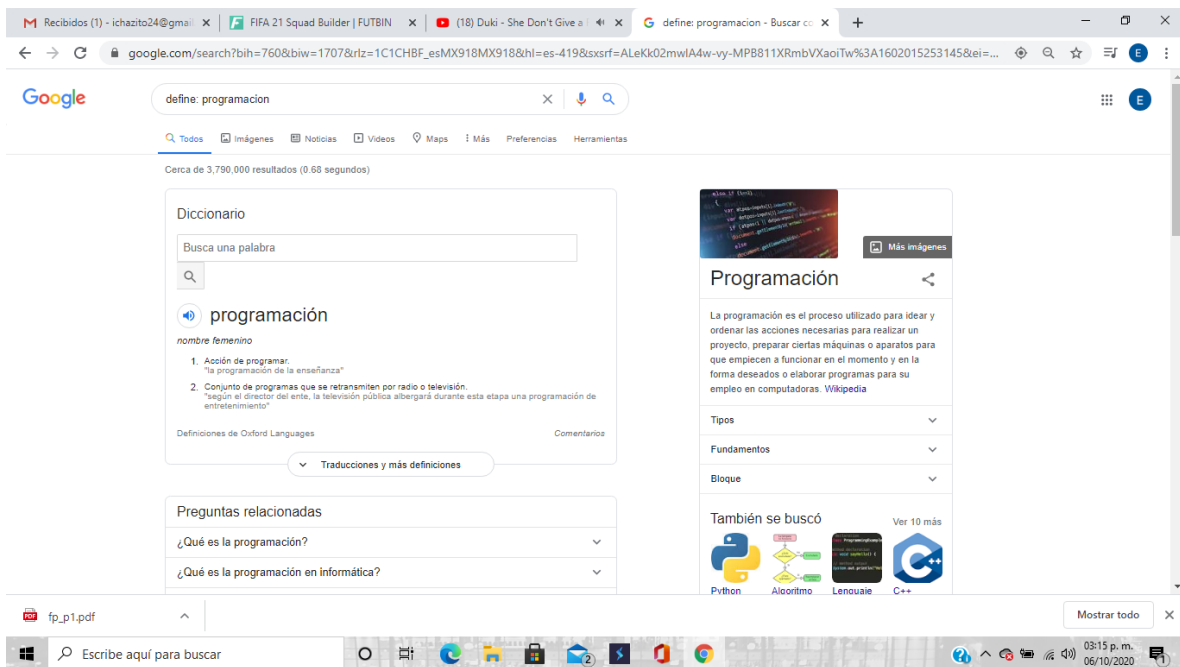 Recibidos (1) - ichazito24@gmail
FIFA 21 Squad Builder | FUTBIN
(18) Duki - She Don't Give a
define: programacion - Buscar co
google.com/search?bih=760&biw=1707&rlz=1C1CHBF_esMX918MX918&hl=es-419&sxsrf=ALeKk02mwIA4w-vy-MPB811XRmbVXaoiTw%3A1602015253145&ei=...
E
Google
define: programacion
E
Todos Imágenes Noticias Videos Maps Más Preferencias Herramientas
Cerca de 3,790,000 resultados (0.68 segundos)
Diccionario
Busca una palabra
programación
nombre femenino
1. Acción de programar.
"la programación de la enseñanza"
2. Conjunto de programas que se retransmiten por radio o televisión.
"según el director del ente, la televisión pública albergará durante esta etapa una programación de
entretenimiento"
Definiciones de Oxford Languages Comentarios
Traducciones y más definiciones
Preguntas relacionadas
¿Qué es la programación?
¿Qué es la programación en informática?
Más imágenes
Programación
La programación es el proceso utilizado para idear y
ordenar las acciones necesarias para realizar un
proyecto, preparar ciertas máquinas o aparatos para
que empiecen a funcionar en el momento y en la
forma deseados o elaborar programas para su
empleo en computadoras. Wikipedia
Tipos
Fundamentos
Bloque
También se buscó Ver 10 más
Python Algoritmo Lenguaje C++
fp_p1.pdf
Mostrar todo
Escribe aquí para buscar
2
03:15 p. m.
06/10/2020
1